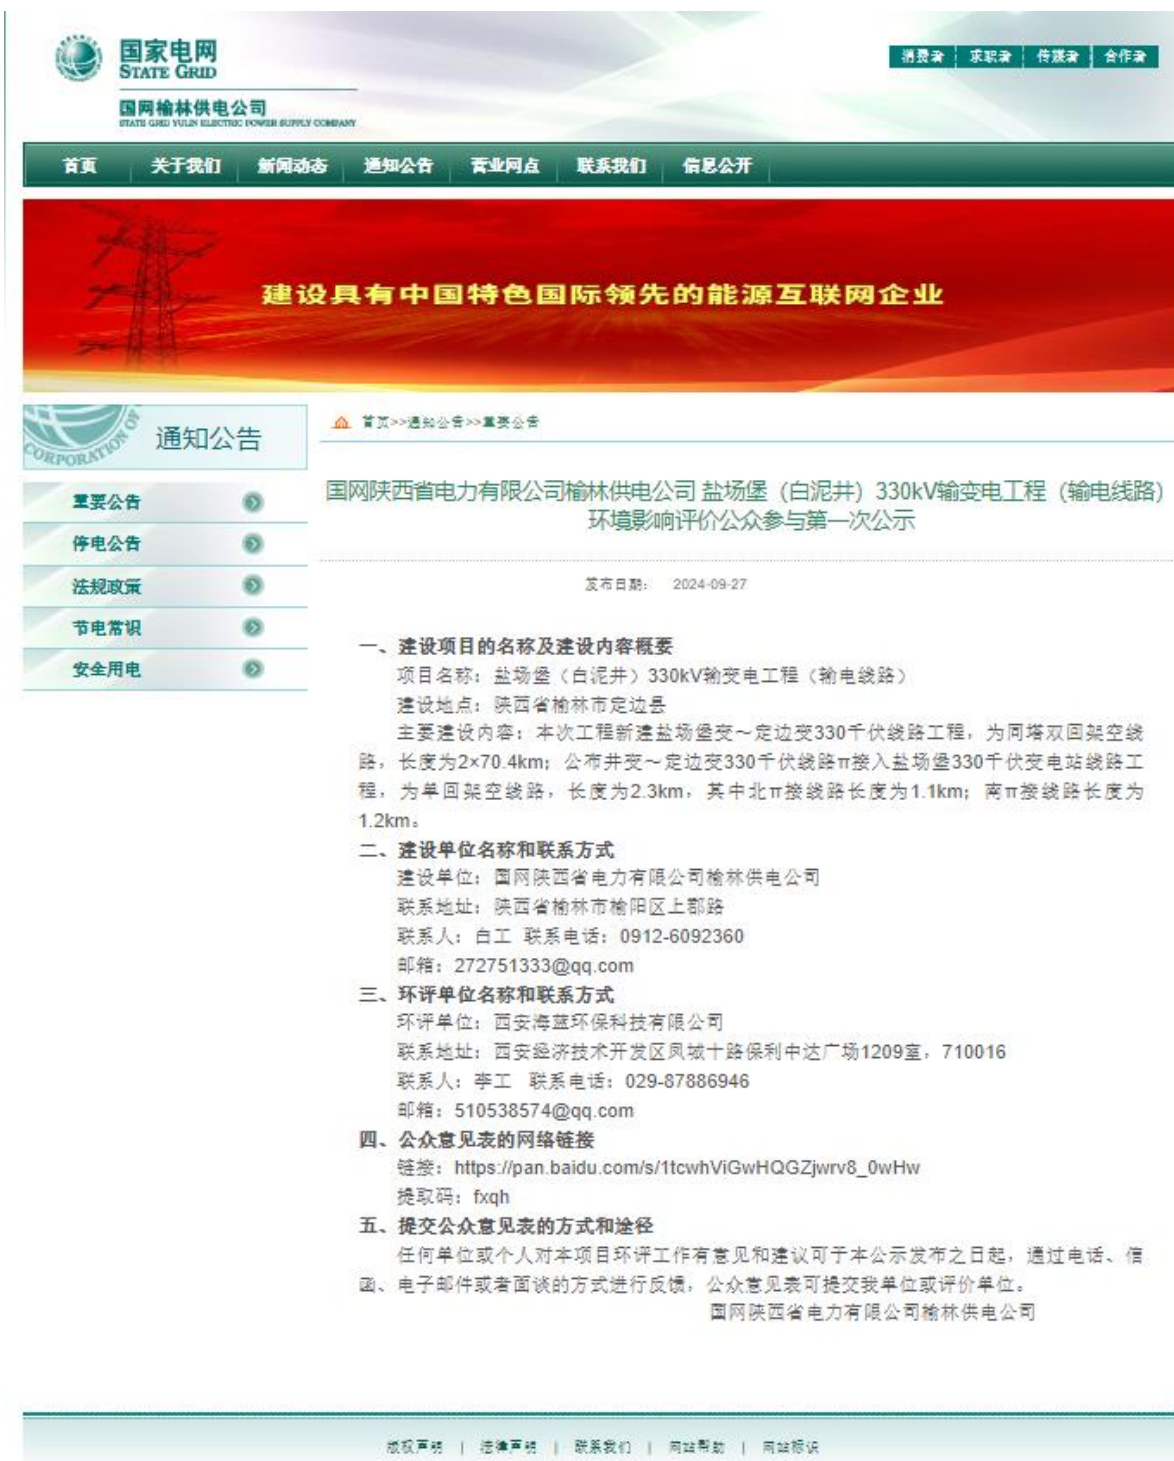 国家电网
STATE GRID
国网榆林供电公司
STATE GRID YULIN ELECTRIC POWER SUPPLY COMPANY
消费者 求职者 传媒者 合作者
首页 关于我们 新闻动态 通知公告 营业网点 联系我们 信息公开
建设具有中国特色国际领先的能源互联网企业
CORPORATION OF
通知公告
首页>>通知公告>>重要公告
重要公告
停电公告
法规政策
节电常识
安全用电
国网陕西省电力有限公司榆林供电公司 盐场堡（白泥井）330kV输变电工程（输电线路）
环境影响评价公众参与第一次公示
发布日期： 2024-09-27
一、建设项目的名称及建设内容概要
项目名称：盐场堡（白泥井）330kV输变电工程（输电线路）
建设地点：陕西省榆林市定边县
主要建设内容：本次工程新建盐场堡变～定边变330千伏线路工程，为同塔双回架空线
路，长度为2×70.4km；公布井变～定边变330千伏线路π接入盐场堡330千伏变电站线路工
程，为单回架空线路，长度为2.3km，其中北π接线路长度为1.1km；南π接线路长度为
1.2km。
二、建设单位名称和联系方式
建设单位：国网陕西省电力有限公司榆林供电公司
联系地址：陕西省榆林市榆阳区上郡路
联系人：白工 联系电话：0912-6092360
邮箱：272751333@qq.com
三、环评单位名称和联系方式
环评单位：西安海蓝环保科技有限公司
联系地址：西安经济技术开发区凤城十路保利中达广场1209室，710016
联系人：李工 联系电话：029-87886946
邮箱：510538574@qq.com
四、公众意见表的网络链接
链接：https://pan.baidu.com/s/1tcwhViGwHQGZjwrv8_0wHw
提取码：fxqh
五、提交公众意见表的方式和途径
任何单位或个人对本项目环评工作有意见和建议可于本公示发布之日起，通过电话、信
函、电子邮件或者面谈的方式进行反馈，公众意见表可提交我单位或评价单位。
国网陕西省电力有限公司榆林供电公司
版权声明 | 法律声明 | 联系我们 | 网站帮助 | 网站标识